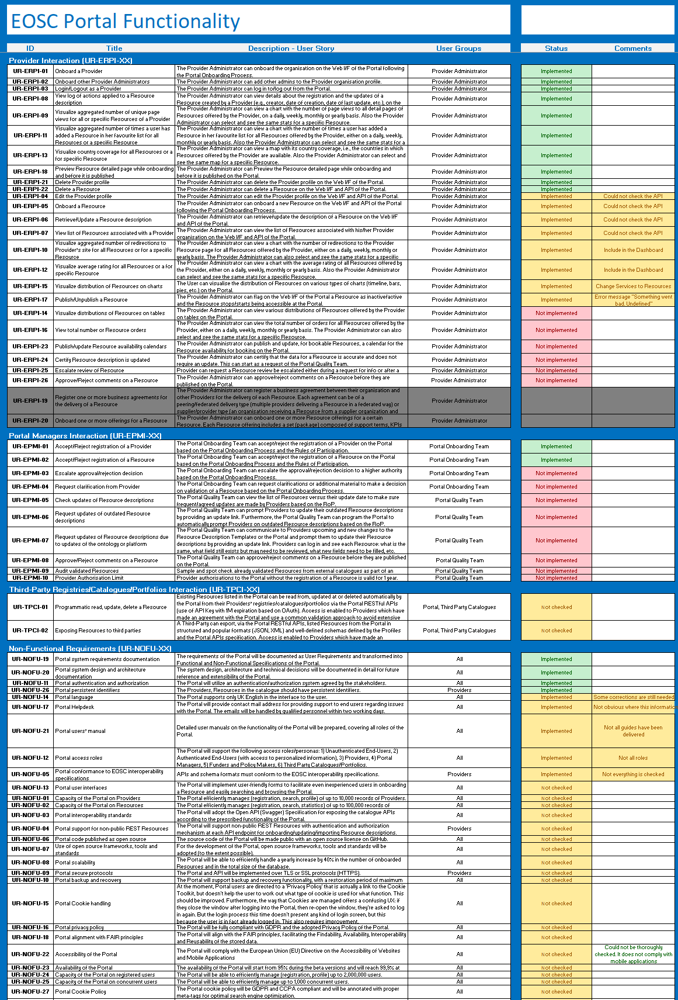 EOSC Portal Functionality
ID Title Description - User Story User Groups Status Comments
Provider Interaction (UR-ERPI-XX)
UR-ERPI-01 Onboard a Provider The Provider Administrator can onboard the organisation on the Web I/F of the Portal following Provider Administrator Implemented
the Portal Onboarding Process.
UR-ERPI-02 Onboard other Provider Administrators The Provider Administrator can add other admins to the Provider organisation profile. Provider Administrator Implemented
UR-ERPI-03 Login/Logout as a Provider The Provider Administrator can log in to/log out from the Portal. Provider Administrator Implemented
UR-ERPI-08 View log of actions applied to a Resource The Provider Administrator can view details about the registration and the updates of a Provider Administrator Implemented
description Resource created by a Provider (e.g., creator, date of creation, date of last update, etc.), on the
UR-ERPI-09 Visualize aggregated number of unique page The Provider Administrator can view a chart with the number of page views to all detail pages of Provider Administrator Implemented
views for all or specific Resources of a Provider Resources offered by the Provider, on a daily, weekly, monthly or yearly basis. Also the Provider
Administrator can select and see the same stats for a specific Resource.
UR-ERPI-11 Visualize aggregated number of times a user has The Provider Administrator can view a chart with the number of times a user has added a Provider Administrator Implemented
added a Resource in her favourite list for all Resource in her favourite list for all Resources offered by the Provider, either on a daily, weekly,
Resources or a specific Resource monthly or yearly basis. Also the Provider Administrator can select and see the same stats for a
UR-ERPI-13 Visualize country coverage for all Resources or a The Provider Administrator can view a map with its country coverage, i.e., the countries in which Provider Administrator Implemented
for specific Resource Resources offered by the Provider are available. Also the Provider Administrator can select and
see the same map for a specific Resource.
UR-ERPI-18 Preview Resource detailed page while onboarding The Provider Administrator can Preview the Resource detailed page while onboarding and Provider Administrator Implemented
and before it is published before it is published on the Portal.
UR-ERPI-21 Delete Provider profile The Provider Administrator can delete the Provider profile on the Web I/F of the Portal. Provider Administrator Implemented
UR-ERPI-22 Delete a Resource The Provider Administrator can delete a Resource on the Web I/F and API of the Portal. Provider Administrator Implemented
UR-ERPI-04 Edit the Provider profile The Provider Administrator can edit the Provider profile on the Web I/F and API of the Portal. Provider Administrator Implemented Could not check the API
UR-ERPI-05 Onboard a Resource The Provider Administrator can onboard a new Resource on the Web I/F and API of the Portal Provider Administrator Implemented Could not check the API
following the Portal Onboarding Process.
UR-ERPI-06 Retrieve/Update a Resource description The Provider Administrator can retrieve/update the description of a Resource on the Web I/F Provider Administrator Implemented Could not check the API
and API of the Portal.
UR-ERPI-07 View list of Resources associated with a Provider The Provider Administrator can view the list of Resources associated with his/her Provider Provider Administrator Implemented Could not check the API
organisation on the Web I/F and API of the Portal.
UR-ERPI-10 Visualize aggregated number of redirections to The Provider Administrator can view a chart with the number of redirections to the Provider Provider Administrator Implemented Include in the Dashboard
Provider's site for all Resources or for a specific Resource page for all Resources offered by the Provider, either on a daily, weekly, monthly or
Resource yearly basis. The Provider Administrator can also select and see the same stats for a specific
UR-ERPI-12 Visualize average rating for all Resources or a for The Provider Administrator can view a chart with the average rating of all Resources offered by Provider Administrator Implemented Include in the Dashboard
specific Resource the Provider, either on a daily, weekly, monthly or yearly basis. Also the Provider Administrator
can select and see the same stats for a specific Resource.
UR-ERPI-15 Visualize distribution of Resources on charts The User can visualise the distribution of Resources on various types of charts (timeline, bars, Provider Administrator Implemented Change Services to Resources
pies, etc.) on the Portal.
UR-ERPI-17 Publish/Unpublish a Resource The Provider Administrator can flag on the Web I/F of the Portal a Resource as inactive/active Provider Administrator Implemented Error message "Something went
and the Resource stops/starts being accessible at the Portal. bad. Undefined"
UR-ERPI-14 Visualize distributions of Resources on tables The Provider Administrator can view various distributions of Resources offered by the Provider Provider Administrator Not implemented
on tables on the Portal.
UR-ERPI-16 View total number or Resource orders The Provider Administrator can view the total number of orders for all Resources offered by the Provider Administrator Not implemented
Provider, either on a daily, weekly, monthly or yearly basis. The Provider Administrator can also
select and see the same stats for a specific Resource.
UR-ERPI-23 Publish/update Resource availability calendars The Provider Administrator can publish and update, for bookable Resources, a calendar for the Provider Administrator Not implemented
Resource availability for booking on the Portal.
UR-ERPI-24 Certify Resource description is updated The Provider Administrator can certify that the data for a Resource is accurate and does not Provider Administrator Not implemented
require an update. This can start as a request of the Portal Quality Team.
UR-ERPI-25 Escalate review of Resource Provider can request a Resource review be escalated either during a request for info or after a Provider Administrator Not implemented
UR-ERPI-26 Approve/Reject comments on a Resource The Provider Administrator can approve/reject comments on a Resource before they are Provider Administrator Not implemented
published on the Portal.
UR-ERPI-19 Register one or more business agreements for The Provider Administrator can register a business agreement between their organisation and Provider Administrator
the delivery of a Resource other Providers for the delivery of each Resource. Each agreement can be of a
peering/federated delivery type (multiple providers delivering a Resource in a federated way) or
supplier/provider type (an organisation receiving a Resource from a supplier organization and
UR-ERPI-20 Onboard one or more offerings for a Resource The Provider Administrator can onboard one or more Resource offerings for a certain Provider Administrator
Resource. Each Resource offering includes a set (package) composed of support terms, KPIs
Portal Managers Interaction (UR-EPMI-XX)
UR-EPMI-01 Accept/Reject registration of a Provider The Portal Onboarding Team can accept/reject the registration of a Provider on the Portal Portal Onboarding Team Implemented
based on the Portal Onboarding Process and the Rules of Participation.
UR-EPMI-02 Accept/Reject registration of a Resource The Portal Onboarding Team can accept/reject the registration of a Resource on the Portal Portal Onboarding Team Implemented
based on the Portal Onboarding Process and the Rules of Participation.
UR-EPMI-03 Escalate approval/rejection decision The Portal Onboarding Team can escalate the approval/rejection decision to a higher authority Portal Onboarding Team Not implemented
based on the Portal Onboarding Process.
UR-EPMI-04 Request clarification from Provider The Portal Onboarding Team can request clarifications or additional material to make a decision Portal Onboarding Team Not implemented
on validation of a Resource based on the Portal Onboarding Process.
UR-EPMI-05 Check updates of Resource descriptions The Portal Quality Team can view the list of Resources versus their update date to make sure Portal Quality Team Not implemented
frequent/agreed updates are made by Providers based on the RoP.
UR-EPMI-06 Request updates of outdated Resource The Portal Quality Team can prompt Providers to update their outdated Resource descriptions Portal Quality Team Not implemented
descriptions by providing an update link. Furthermore, the Portal Quality Team can program the Portal to
automatically prompt Providers on outdated Resource descriptions based on the RoP.
UR-EPMI-07 Request updates of Resource descriptions due The Portal Quality Team can communicate to Providers upcoming and new changes to the Portal Quality Team Not implemented
to updates of the ontology or platform Resource Description Templates or the Portal and prompt them to update their Resource
descriptions by providing an update link. Providers can log in and see each Resource: what is the
same, what field still exists but may need to be reviewed, what new fields need to be filled, etc.
UR-EPMI-08 Approve/Reject comments on a Resource The Portal Quality Team can approve/reject comments on a Resource before they are published Portal Quality Team Not implemented
on the Portal.
UR-EPMI-09 Audit validated Resources Sample and spot check already validated Resources from external catalogues as part of an Portal Quality Team Not implemented
UR-EPMI-10 Provider Authorisation Limit Provider authorisations to the Portal without the registration of a Resource is valid for 1 year. Portal Quality Team Not implemented
Third-Party Registries/Catalogues/Portfolios Interaction (UR-TPCI-XX)
UR-TPCI-01 Programmatic read, update, delete a Resource Existing Resources listed in the Portal can be read from, updated at or deleted automatically by Portal, Third Party Catalogues Not checked
the Portal from their Providers' registries/catalogues/portfolios via the Portal RESTful APIs
(use of API Key with 1M expiration based on OAuth). Access is enabled to Providers which have
made an agreement with the Portal and use a common validation approach to avoid extensive
UR-TPCI-02 Exposing Resources to third parties A Third-Party can export, via the Portal RESTful APIs, listed Resources from the Portal in Portal, Third Party Catalogues Not checked
structured and popular formats (JSON, XML) and well-defined schemas defined by the Profiles
and the Portal APIs specification. Access is enabled to Providers which have made an
Non-Functional Requirements (UR-NOFU-XX)
UR-NOFU-19 Portal system requirements documentation The requirements of the Portal will be documented as User Requirements and transformed into All Implemented
Functional and Non-Functional Specifications of the Portal.
UR-NOFU-20 Portal system design and architecture The system design, architecture and technical decisions will be documented in detail for future All Implemented
documentation reference and extensibility of the Portal.
UR-NOFU-11 Portal authentication and authorization The Portal will utilize an authentication/authorization system agreed by the stakeholders. All Implemented
UR-NOFU-26 Portal persistent identifiers The Providers, Resources in the catalogue should have persistent identifiers. Providers Implemented
UR-NOFU-14 Portal language The Portal supports only UK English in the interface to the user. All Implemented Some corrections are still needed
UR-NOFU-17 Portal Helpdesk The Portal will provide contact mail address for providing support to end users regarding issues All Implemented Not obvious where this informatio
with the Portal. The emails will be handled by qualified personnel within two working days.
UR-NOFU-21 Portal users' manual Detailed user manuals on the functionality of the Portal will be prepared, covering all roles of the All Implemented Not all guides have been
Portal. delivered
UR-NOFU-12 Portal access roles The Portal will support the following access roles/personas: 1) Unauthenticated End-Users, 2) All Implemented Not all roles
Authenticated End-Users (with access to personalized information), 3) Providers, 4) Portal
Managers, 5) Funders and Policy Makers, 6) Third Party Catalogues/Portfolios.
UR-NOFU-05 Portal conformance to EOSC interoperability APIs and schema formats must conform to the EOSC interoperability specifications. Providers Implemented Not everything is checked
specifications
UR-NOFU-13 Portal user interfaces The Portal will implement user-friendly forms to facilitate even inexperienced users in onboarding All Not checked
a Resource and easily searching and browsing the Portal.
UR-NOFU-01 Capacity of the Portal on Providers The Portal efficiently manages (registration, search, profile) of up to 10,000 records of Providers. All Not checked
UR-NOFU-02 Capacity of the Portal on Resources The Portal efficiently manages (registration, search, statistics) of up to 100,000 records of All Not checked
UR-NOFU-03 Portal interoperability standards The Portal will adopt the Open API (Swagger) Specification for exposing the catalogue APIs All Not checked
according to the prescribed functionality of the Portal.
UR-NOFU-04 Portal support for non-public REST Resources The Portal will support non-public REST Resources with authentication and authorization Providers Not checked
mechanism at each API endpoint for onboarding/updating/importing Resource descriptions.
UR-NOFU-06 Portal code published as open source The source code of the Portal will be made public with an open source license on GitHub. All Not checked
UR-NOFU-07 Use of open source frameworks, tools and For the development of the Portal, open source frameworks, tools and standards will be All Not checked
standards adopted (to the extent possible).
UR-NOFU-08 Portal scalability The Portal will be able to efficiently handle a yearly increase by 40% in the number of onboarded All Not checked
Resources and in the total size of the database.
UR-NOFU-09 Portal secure protocols The Portal and API will be implemented over TLS or SSL protocols (HTTPS). Providers Not checked
UR-NOFU-10 Portal backup and recovery The Portal will support backup and recovery functionality, with a restoration period of maximum All Not checked
UR-NOFU-15 Portal Cookie handling At the moment, Portal users are directed to a 'Privacy Policy' that is actually a link to the Cookie All Not checked
Toolkit, but doesn't help the user to work out what type of cookie is used for what function. This
should be improved. Furthermore, the way that Cookies are managed offers a confusing UX: if
they close the window after logging into the Portal, then re-open the window, they're asked to log
in again. But the login process this time doesn't present any kind of login screen, but this
because the user is in fact already logged in. This also requires improvement.
UR-NOFU-16 Portal privacy policy The Portal will be fully compliant with GDPR and the adopted Privacy Policy of the Portal. All Not checked
UR-NOFU-18 Portal alignment with FAIR principles The Portal will align with the FAIR principles, facilitating the Findability, Availability, Interoperability All Not checked
and Reusability of the stored data.
UR-NOFU-22 Accessibility of the Portal The Portal will comply with the European Union (EU) Directive on the Accessibility of Websites All Not checked Could not be thoroughly
and Mobile Applications checked. It does not comply with
mobile applications
UR-NOFU-23 Availability of the Portal The availability of the Portal will start from 95% during the beta versions and will reach 99,9% at All Not checked
UR-NOFU-24 Capacity of the Portal on registered users The Portal will be able to efficiently manage (registration, profile) up to 2,000,000 users. All Not checked
UR-NOFU-25 Capacity of the Portal on concurrent users The Portal will be able to efficiently manage up to 1,000 concurrent users. All Not checked
UR-NOFU-27 Portal Cookie Policy The Portal cookie policy will be GDPR and CCPA compliant and will be annotated with proper All Not checked
meta-tags for optimal search engine optimization.